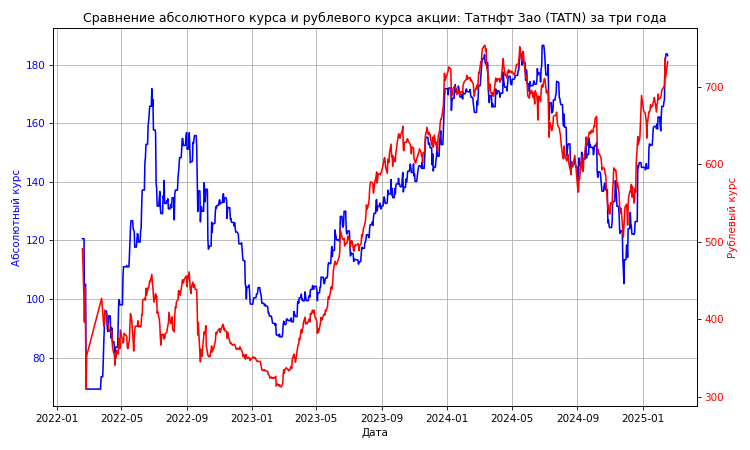 Сравнение абсолютного курса и рублевого курса акции: Татнфт 3ао (TATN) за три года
Абсолютный курс
180
160
140
120
100
80
700
600
500
400
300
Рублевый курс
2022-01 2022-05 2022-09 2023-01 2023-05 2023-09 2024-01 2024-05 2024-09 2025-01
Дата